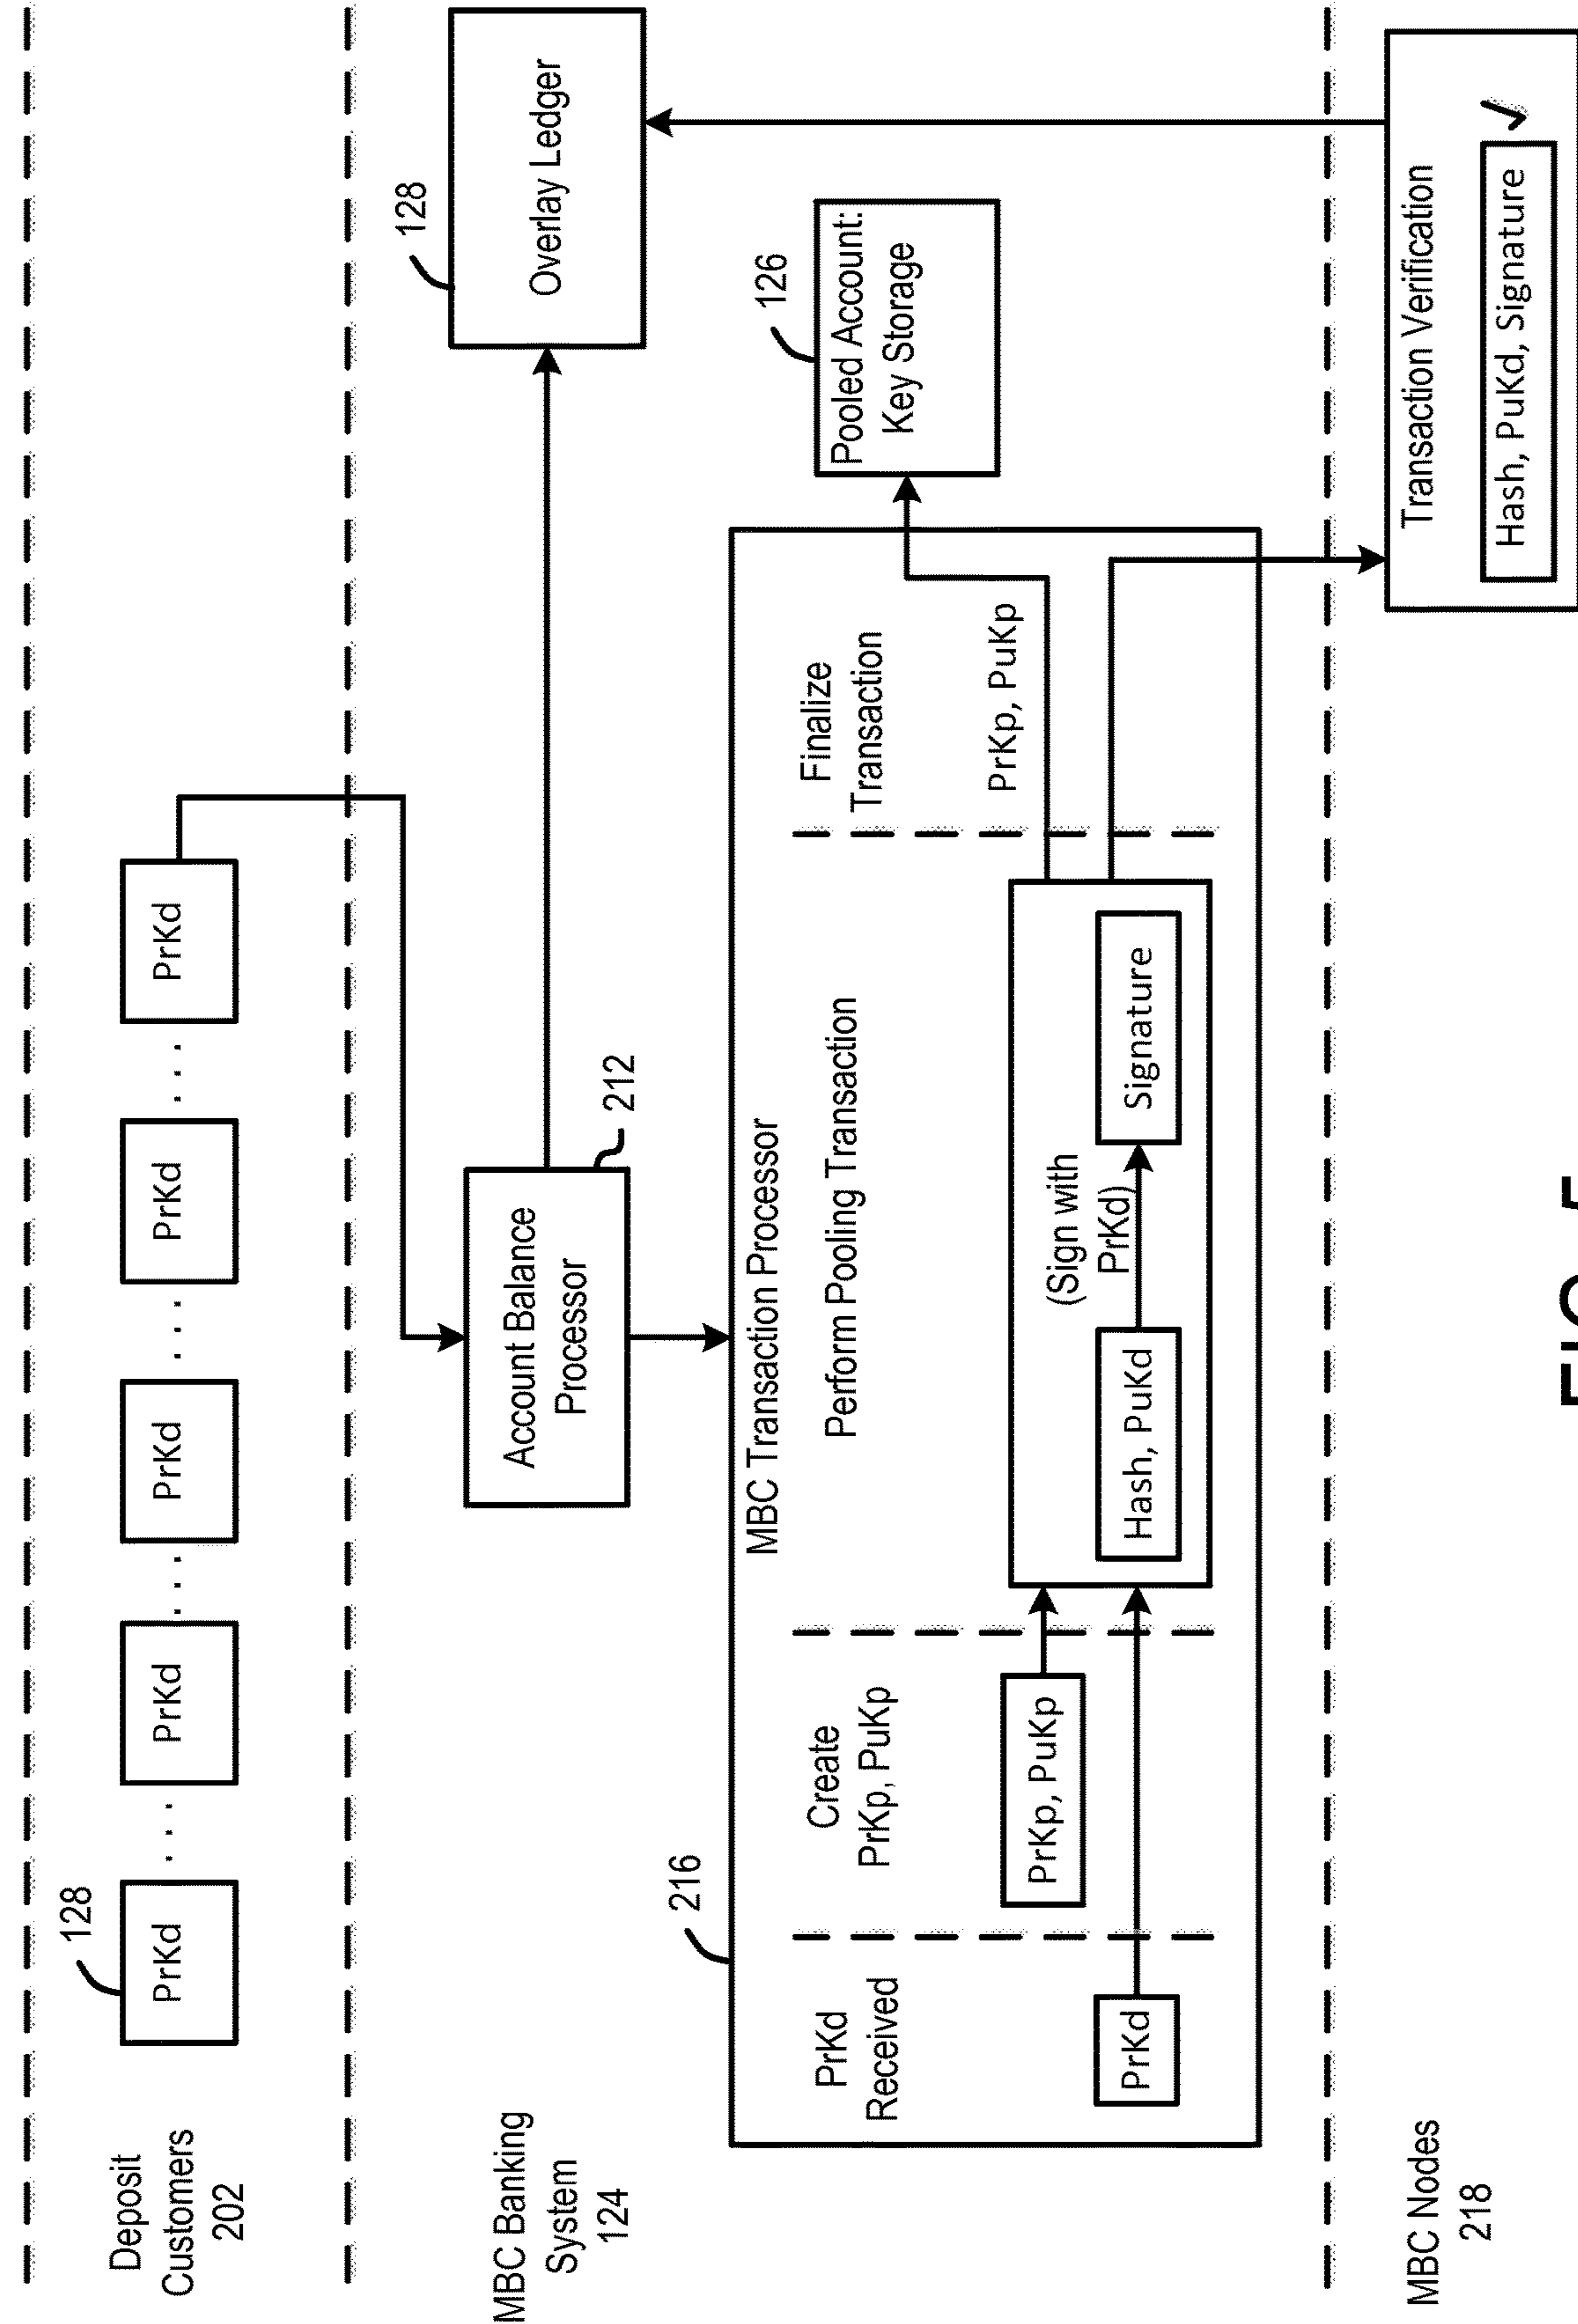 Deposit
Customers
202
128
PrKd
. . .
PrKd
. . .
PrKd
. . .
PrKd
. . .
PrKd
MBC Banking
System
124
Account Balance
Processor
212
128
Overlay Ledger
216
MBC Transaction Processor
PrKd
Received
PrKd
Create
PrKp, PuKp
PrKp, PuKp
Perform Pooling Transaction
(Sign with
PrKd)
Hash, PuKd
Signature
Finalize
Transaction
PrKp, PuKp
126
Pooled Account:
Key Storage
MBC Nodes
218
Transaction Verification
Hash, PuKd, Signature